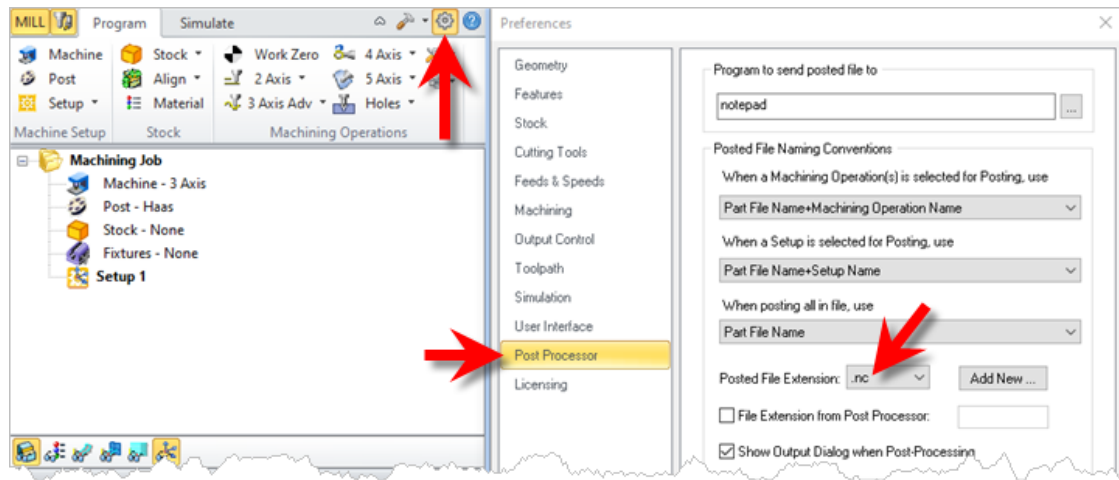 MILL Program Simulate
Machine Stock Work Zero 4 Axis
Post Align 2 Axis 5 Axis
Setup Material 3 Axis Adv Holes
Machine Setup Stock Machining Operations
Machining Job
Machine - 3 Axis
Post - Haas
Stock - None
Fixtures - None
Setup 1
Preferences
Geometry
Features
Stock
Cutting Tools
Feeds & Speeds
Machining
Output Control
Toolpath
Simulation
User Interface
Post Processor
Licensing
Program to send posted file to
notepad
...
Posted File Naming Conventions
When a Machining Operation(s) is selected for Posting, use
Part File Name+Machining Operation Name
When a Setup is selected for Posting, use
Part File Name+Setup Name
When posting all in file, use
Part File Name
Posted File Extension: .nc Add New ...
File Extension from Post Processor:
Show Output Dialog when Post-Processing